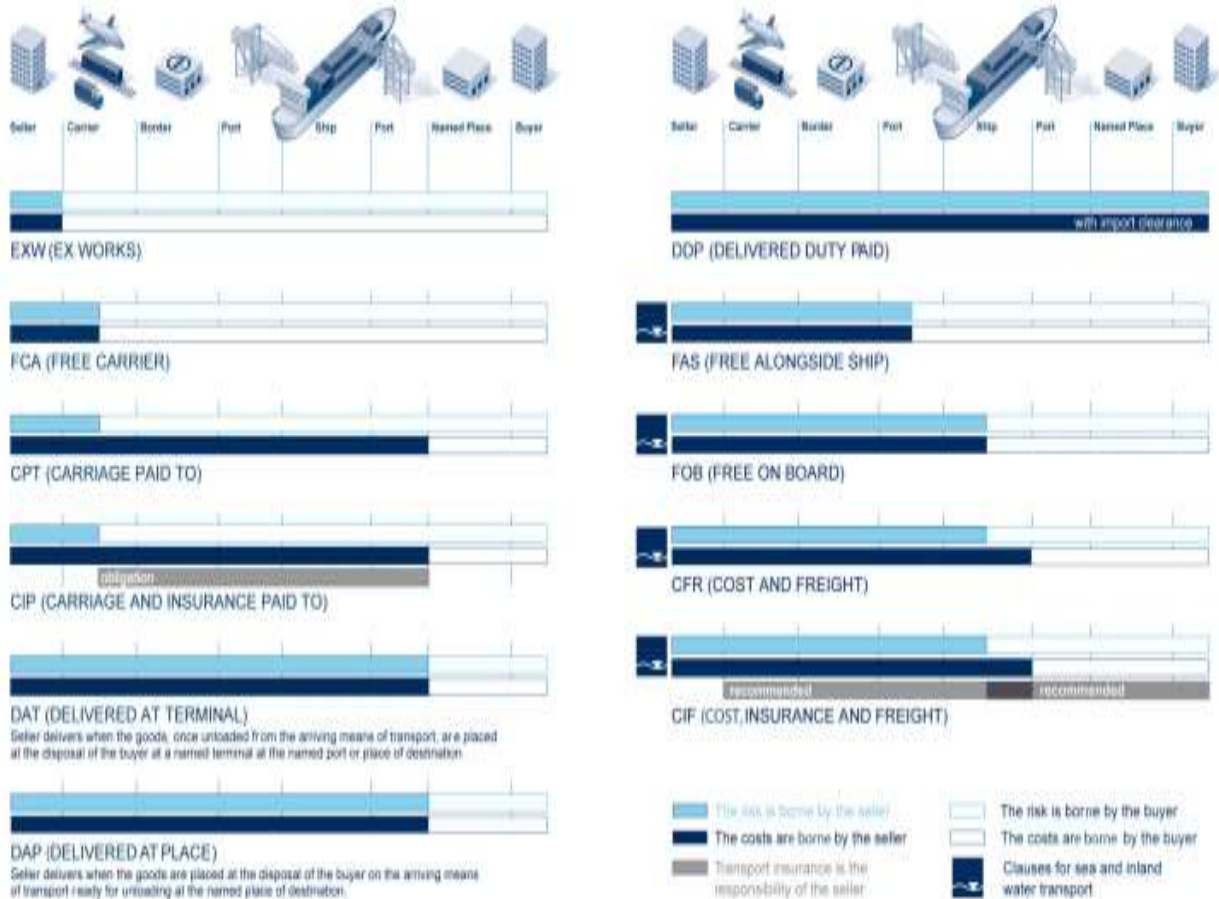 Seller Carrier Border Port Ship Port Named Place Buyer
EXW (EX WORKS)
FCA (FREE CARRIER)
CPT (CARRIAGE PAID TO)
obligation
CIP (CARRIAGE AND INSURANCE PAID TO)
DAT (DELIVERED AT TERMINAL)
Seller delivers when the goods, once unloaded from the arriving means of transport, are placed
at the disposal of the buyer at a named terminal at the named port or place of destination.
DAP (DELIVERED AT PLACE)
Seller delivers when the goods are placed at the disposal of the buyer on the arriving means
of transport ready for unloading at the named place of destination.
Seller Carrier Border Port Ship Port Named Place Buyer
with import clearance
DDP (DELIVERED DUTY PAID)
FAS (FREE ALONGSIDE SHIP)
FOB (FREE ON BOARD)
CFR (COST AND FREIGHT)
recommended recommended
CIF (COST, INSURANCE AND FREIGHT)
The risk is borne by the seller
The costs are borne by the seller
Transport insurance is the
responsibility of the seller
The risk is borne by the buyer
The costs are borne by the buyer
Clauses for sea and inland
water transport